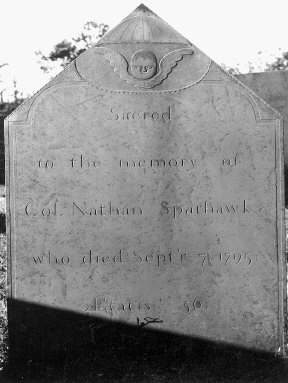 Sacred
to the memory of
Col. Nathan Sparhawk,
who died Sept'r 7, 1795:
Ætatis 56.